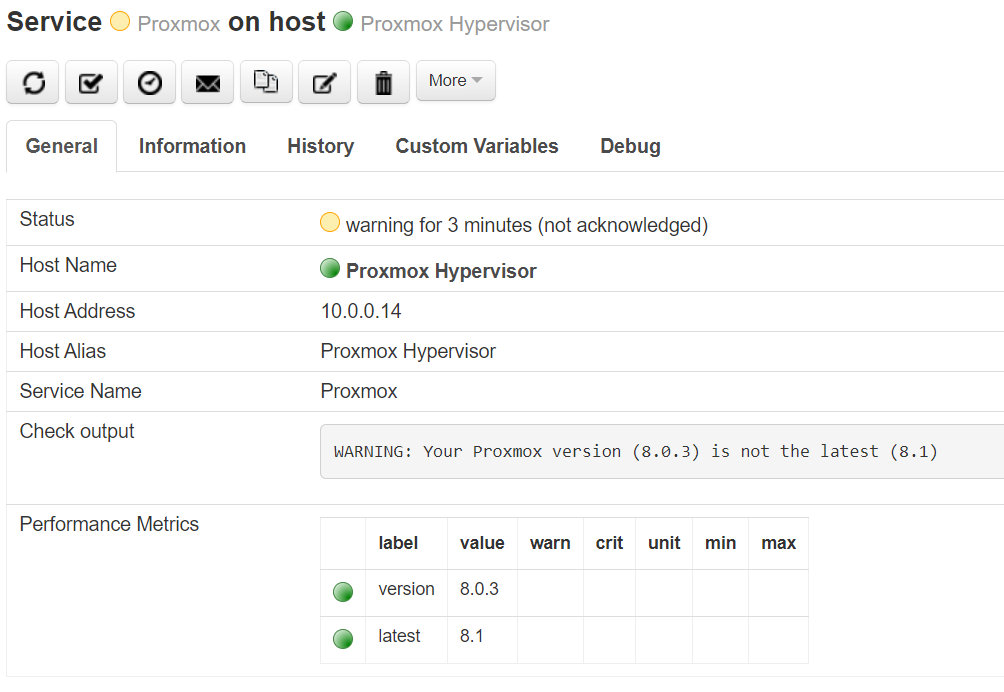 Service Proxmox on host Proxmox Hypervisor
More
General Information History Custom Variables Debug
Status warning for 3 minutes (not acknowledged)
Host Name Proxmox Hypervisor
Host Address 10.0.0.14
Host Alias Proxmox Hypervisor
Service Name Proxmox
Check output WARNING: Your Proxmox version (8.0.3) is not the latest (8.1)
Performance Metrics
label value warn crit unit min max
version 8.0.3
latest 8.1